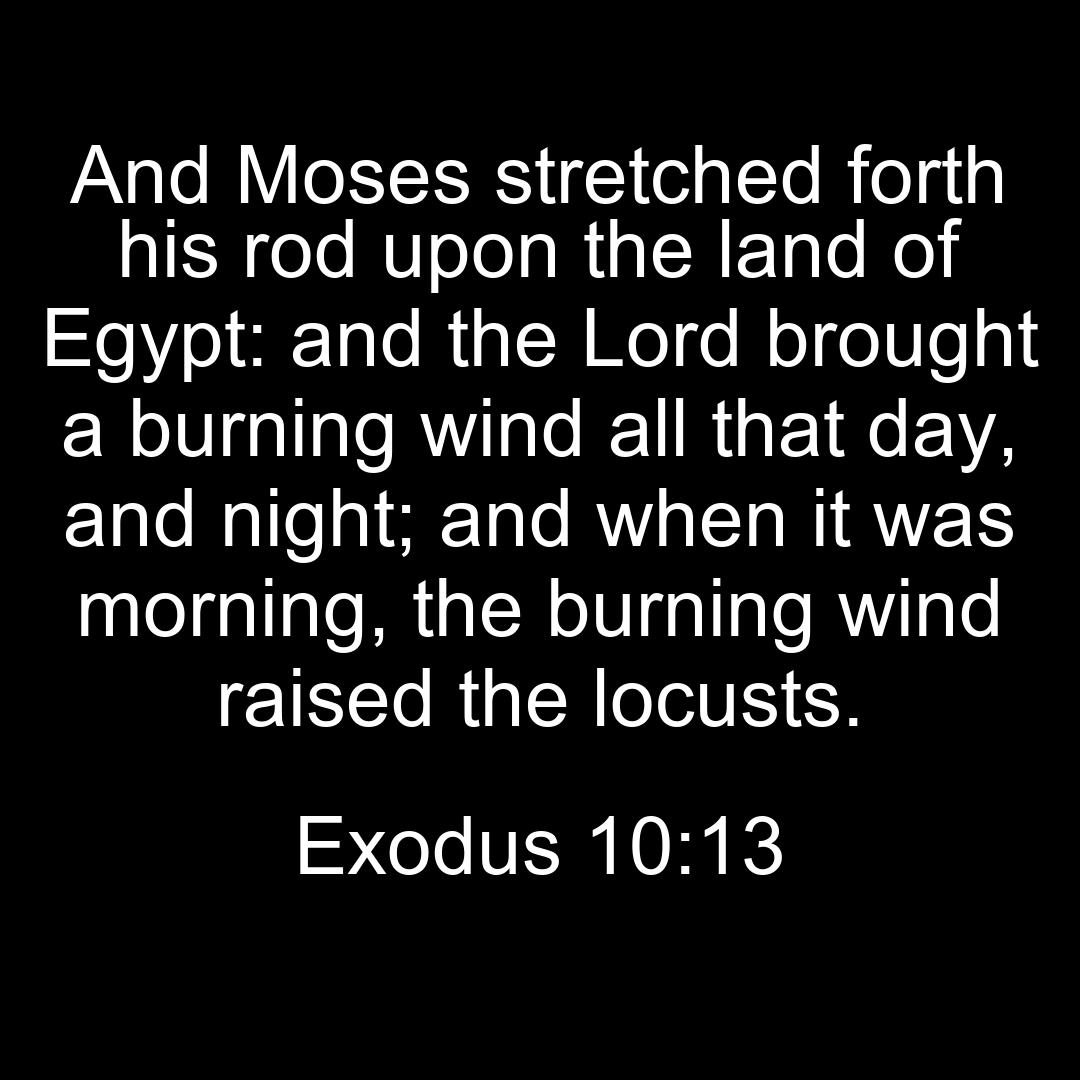 And Moses stretched forth
his rod upon the land of
Egypt: and the Lord brought
a burning wind all that day,
and night; and when it was
morning, the burning wind
raised the locusts.
Exodus 10:13